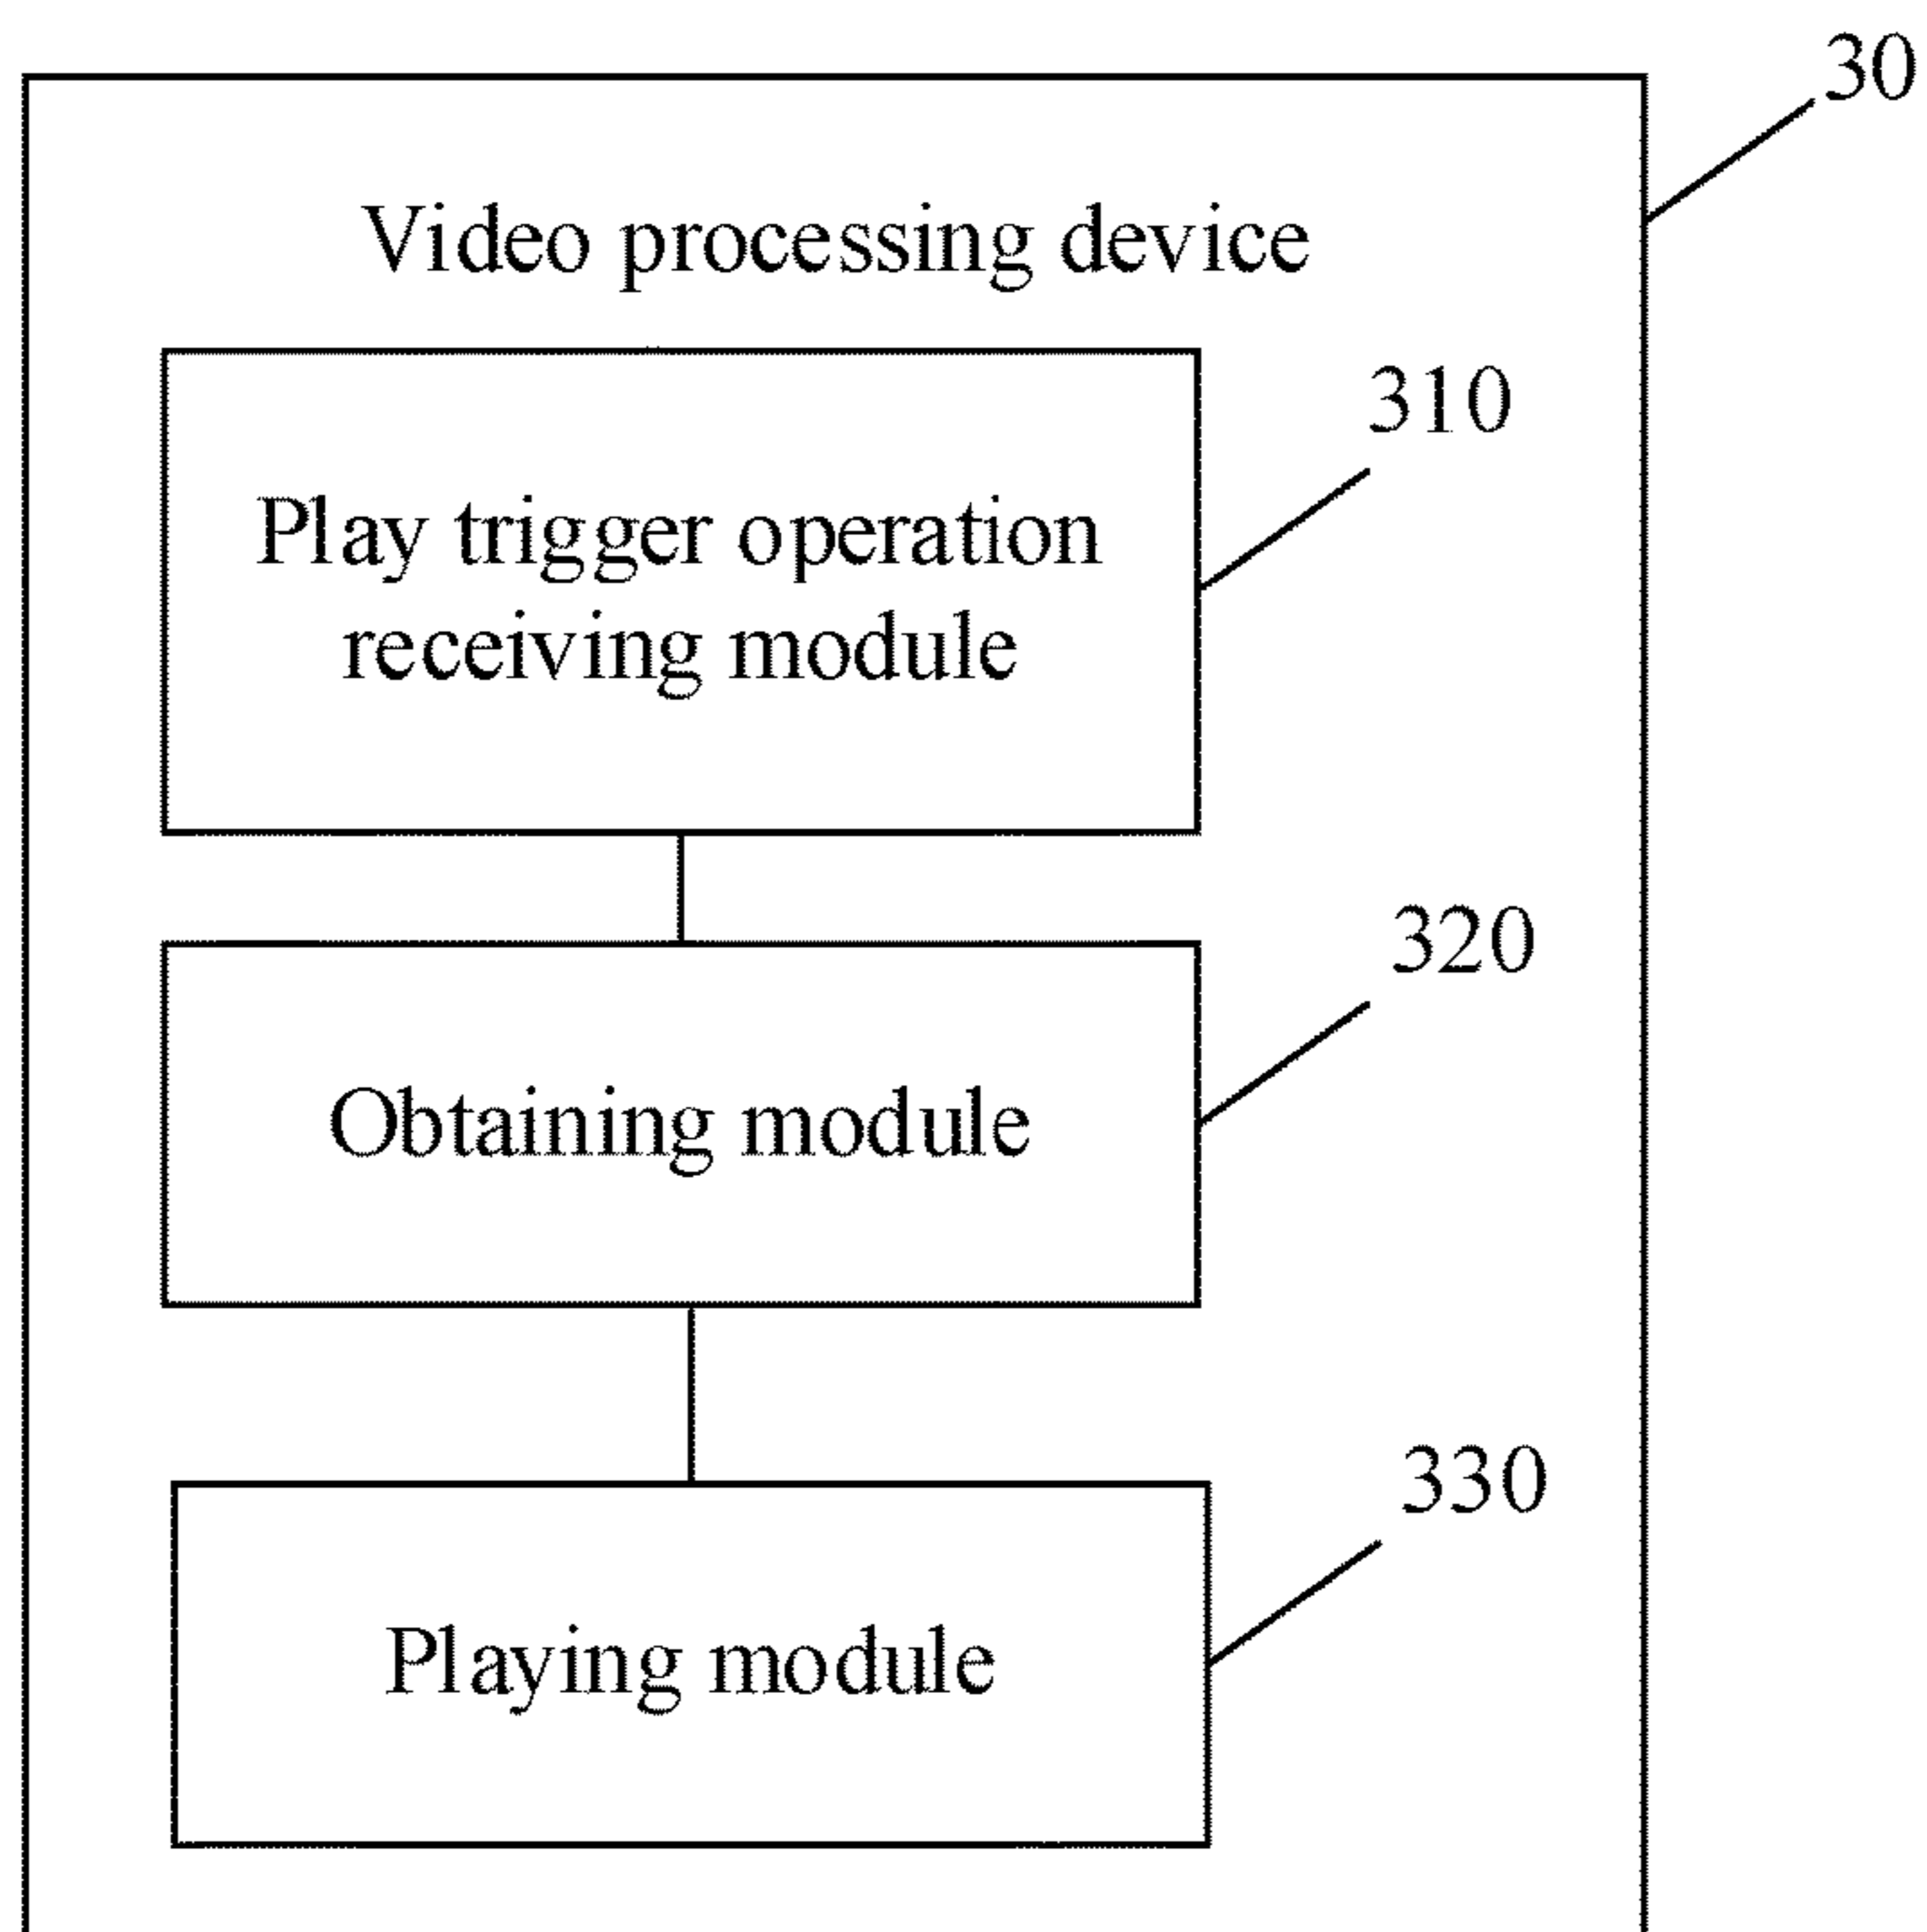 30
Video processing device
310
Play trigger operation
receiving module
320
Obtaining module
330
Playing module